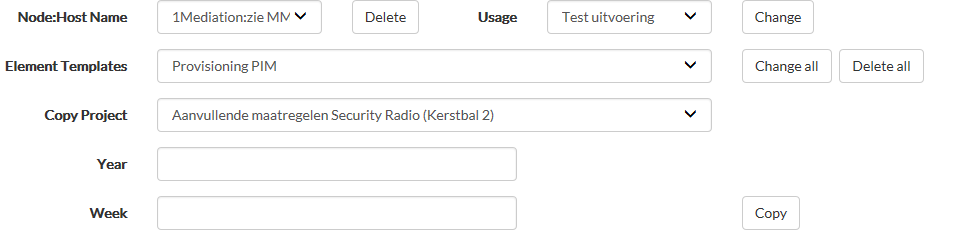 Node:Host Name 1Mediation:zie MM Delete Usage Test uitvoering Change
Element Templates Provisioning PIM Change all Delete all
Copy Project Aanvullende maatregelen Security Radio (Kerstbal 2)
Year
Week Copy